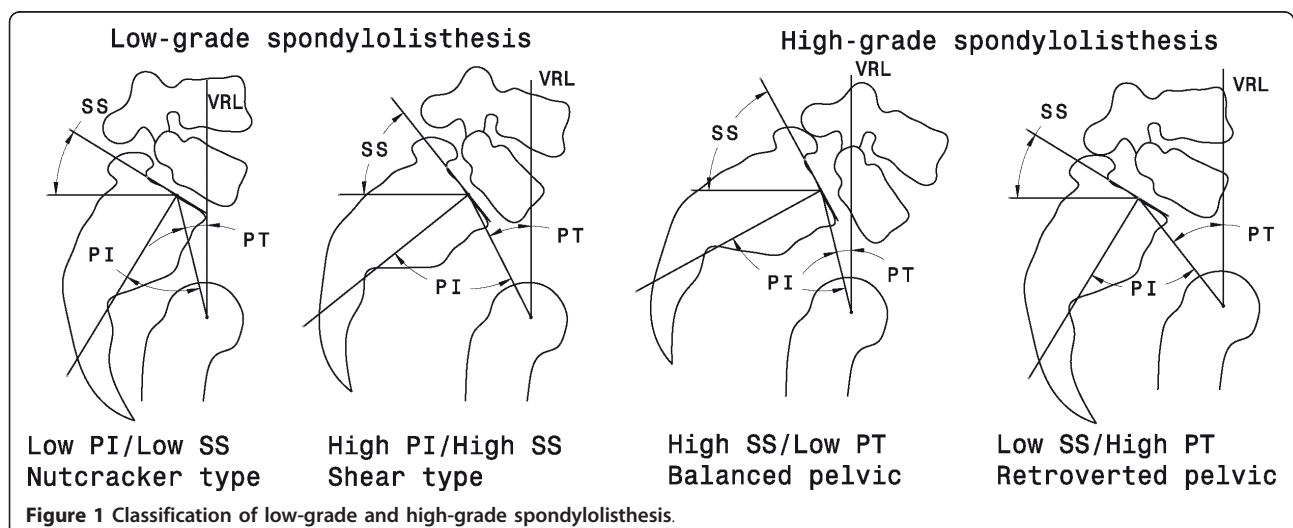 Low-grade spondylolisthesis
High-grade spondylolisthesis
VRL
SS
PI
PT
VRL
SS
PI
PT
VRL
SS
PI
PT
VRL
SS
PI
PT
Low PI/Low SS
Nutcracker type
High PI/High SS
Shear type
High SS/Low PT
Balanced pelvic
Low SS/High PT
Retroverted pelvic
Figure 1 Classification of low-grade and high-grade spondylolisthesis.